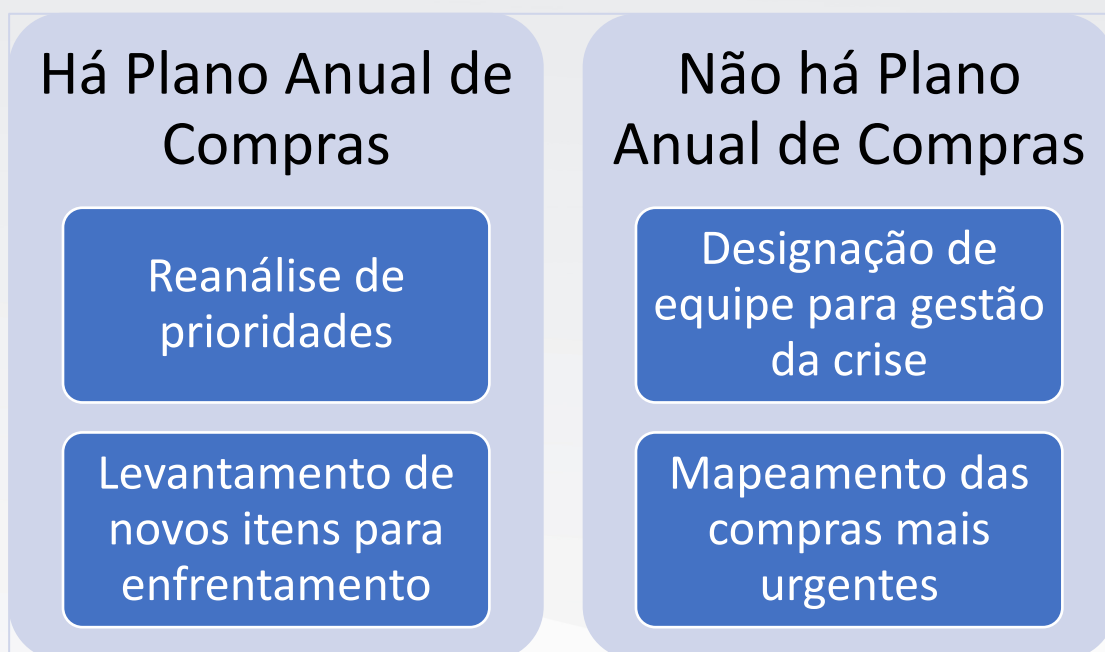 Há Plano Anual de
Compras
Reanálise de
prioridades
Levantamento de
novos itens para
enfrentamento
Não há Plano
Anual de Compras
Designação de
equipe para gestão
da crise
Mapeamento das
compras mais
urgentes